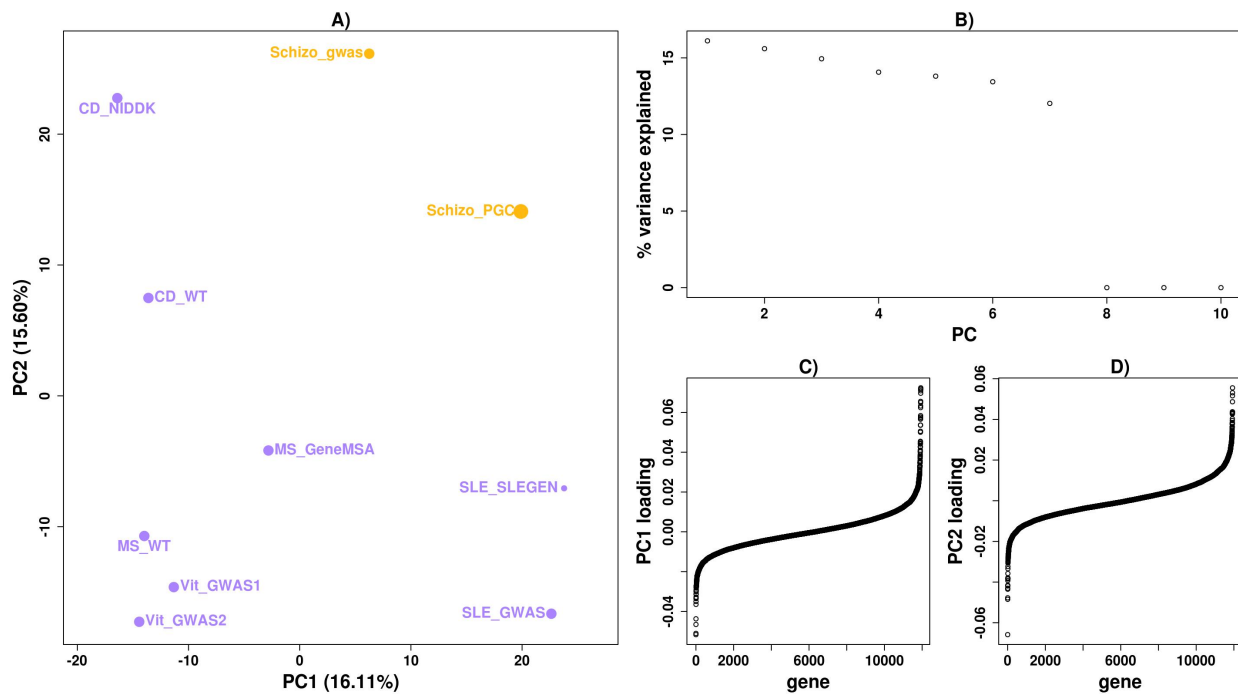 A)
Schizo_gwas
CD_NIDDK
Schizo_PGC
CD_WT
MS_GeneMSA
SLE_SLEGEN
MS_WT
Vit_GWAS1
Vit_GWAS2
SLE_GWAS
PC2 (15.60%)
20
10
0
-10
-20
-10
0
10
20
PC1 (16.11%)
B)
% variance explained
15
10
5
0
2
4
6
8
10
PC
C)
PC1 loading
0.06
0.04
0.02
0.00
-0.04
0
2000
6000
10000
gene
D)
PC2 loading
0.06
0.02
-0.02
-0.06
0
2000
6000
10000
gene